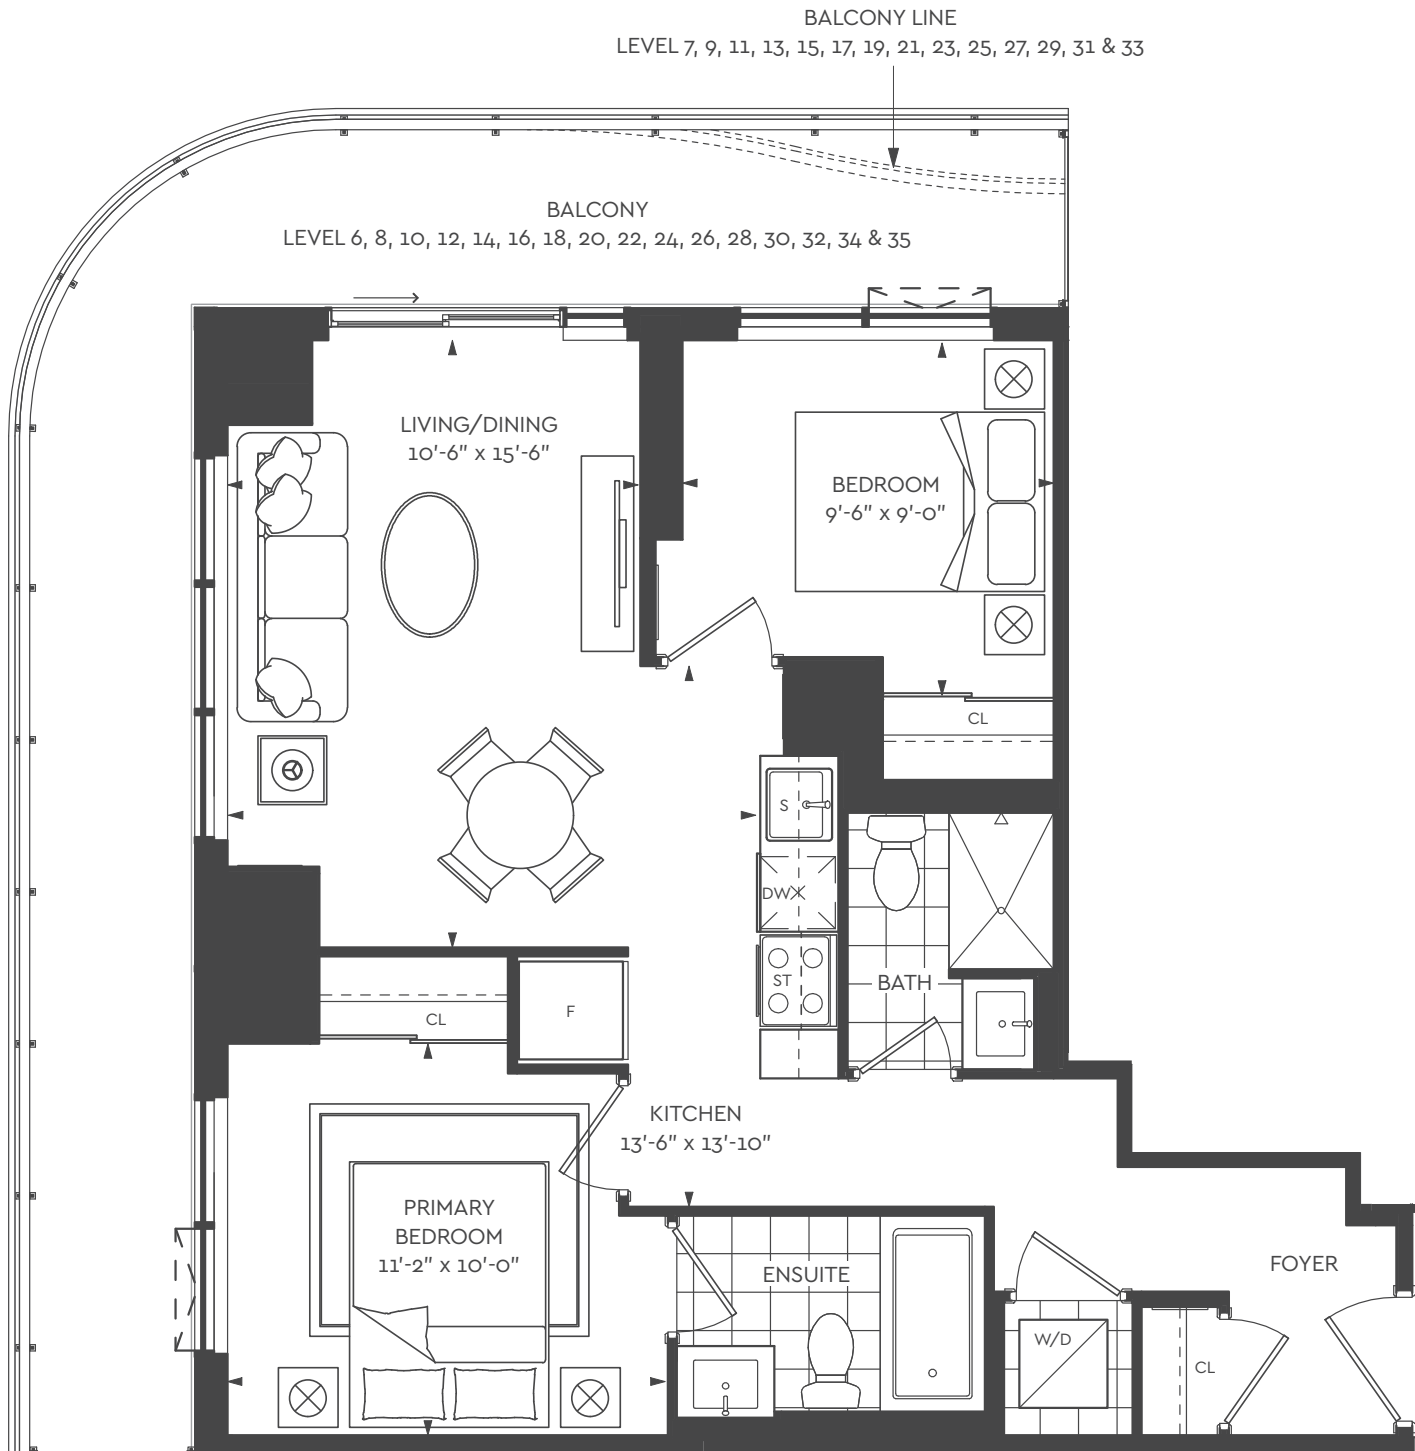 BALCONY LINE
LEVEL 7, 9, 11, 13, 15, 17, 19, 21, 23, 25, 27, 29, 31 & 33
BALCONY
LEVEL 6, 8, 10, 12, 14, 16, 18, 20, 22, 24, 26, 28, 30, 32, 34 & 35
LIVING/DINING
10'-6" x 15'-6"
BEDROOM
9'-6" x 9'-0"
CL
S
DW
ST
BATH
CL
F
KITCHEN
13'-6" x 13'-10"
PRIMARY
BEDROOM
11'-2" x 10'-0"
ENSUITE
FOYER
W/D
CL